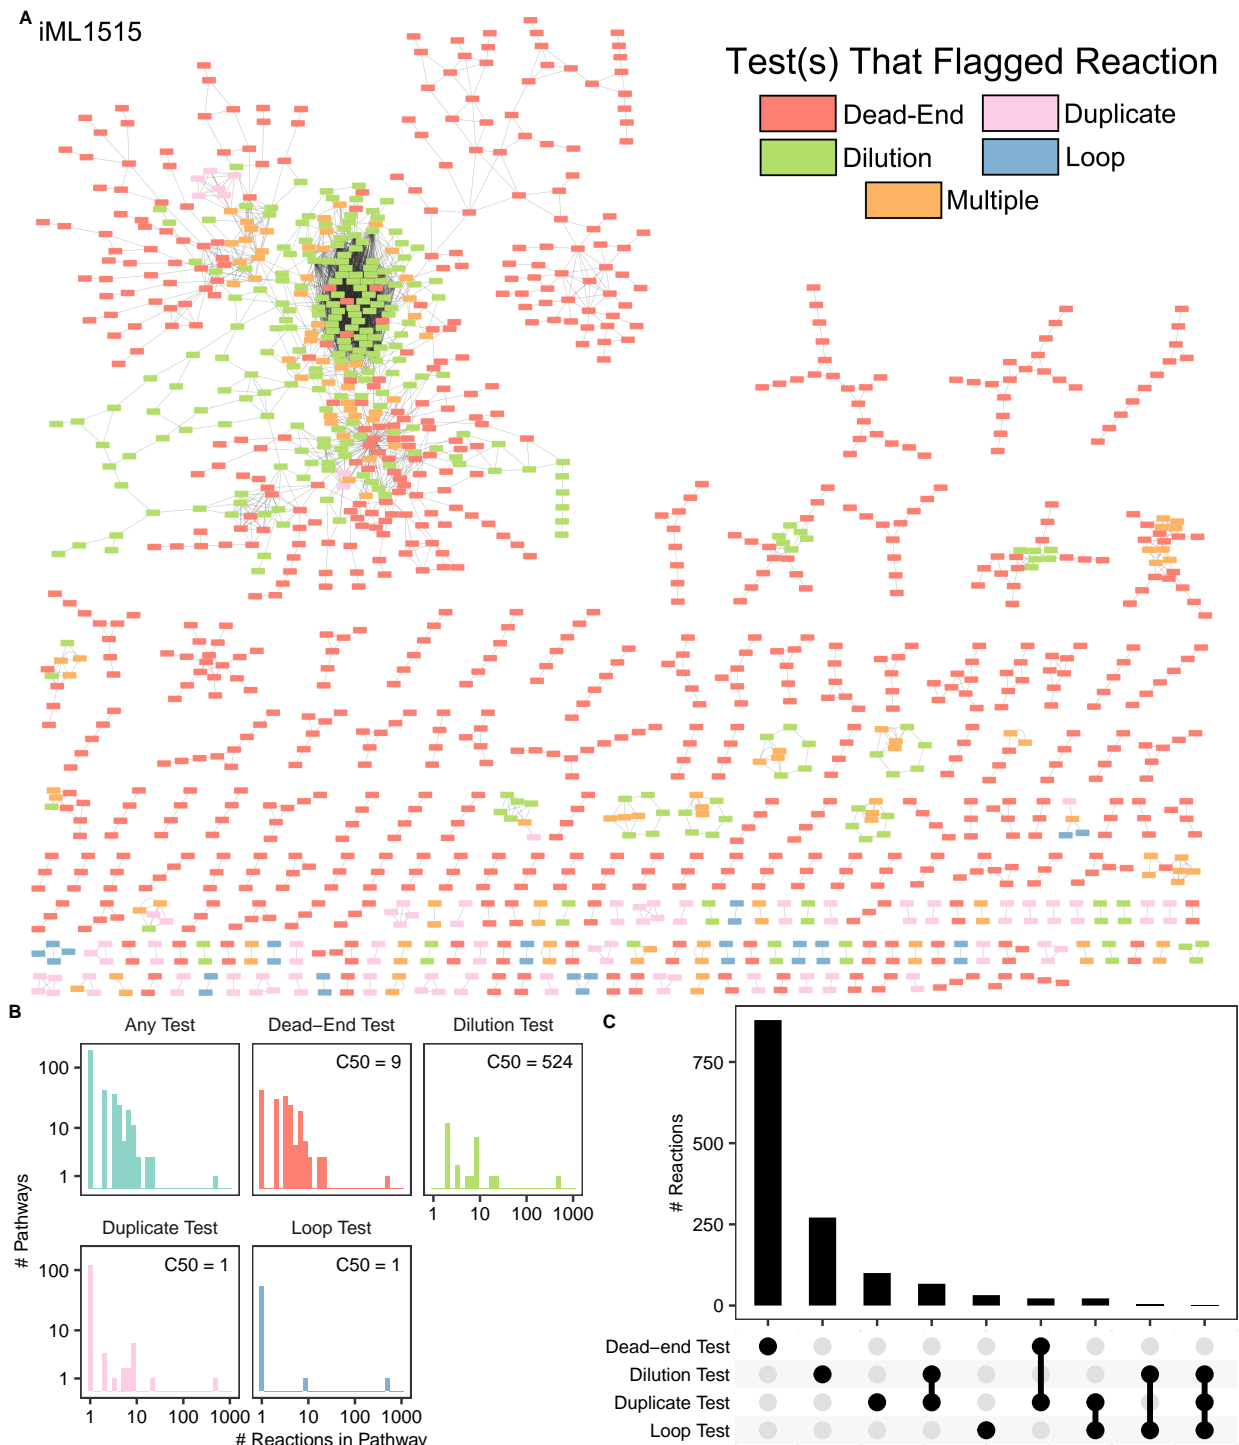 A
iML1515
Test(s) That Flagged Reaction
Dead-End
Duplicate
Dilution
Loop
Multiple
B
Any Test
Dead−End Test
Dilution Test
C50 = 9
C50 = 524
100
10
1
1 10 100 1000
# Pathways
Duplicate Test
Loop Test
C50 = 1
C50 = 1
100
10
1
1 10 100 1000
1 10 100 1000
# Reactions in Pathway
C
750
500
250
0
# Reactions
Dead−end Test
Dilution Test
Duplicate Test
Loop Test